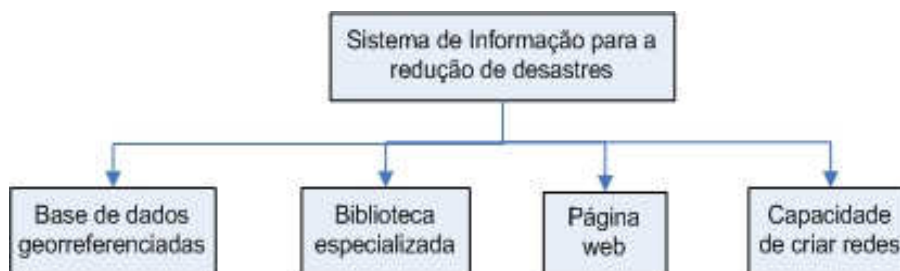 Sistema de Informação para a
redução de desastres
Base de dados
georreferenciadas
Biblioteca
especializada
Página
web
Capacidade
de criar redes